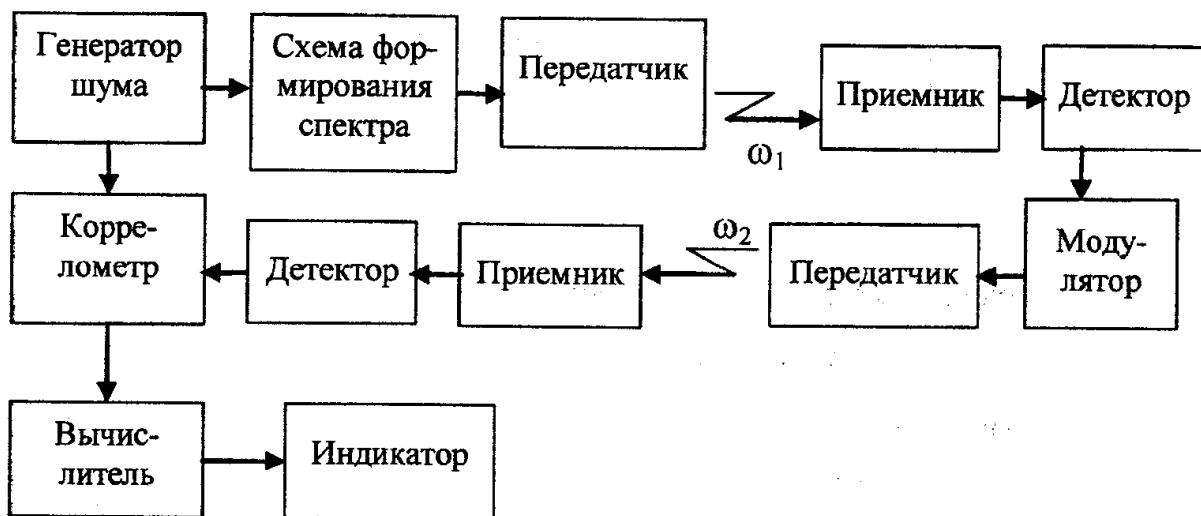 Генератор
шума
Схема фор-
мирования
спектра
Передатчик
ω1
Приемник
Детектор
Корре-
лометр
Детектор
Приемник
ω2
Передатчик
Моду-
лятор
Вычис-
литель
Индикатор